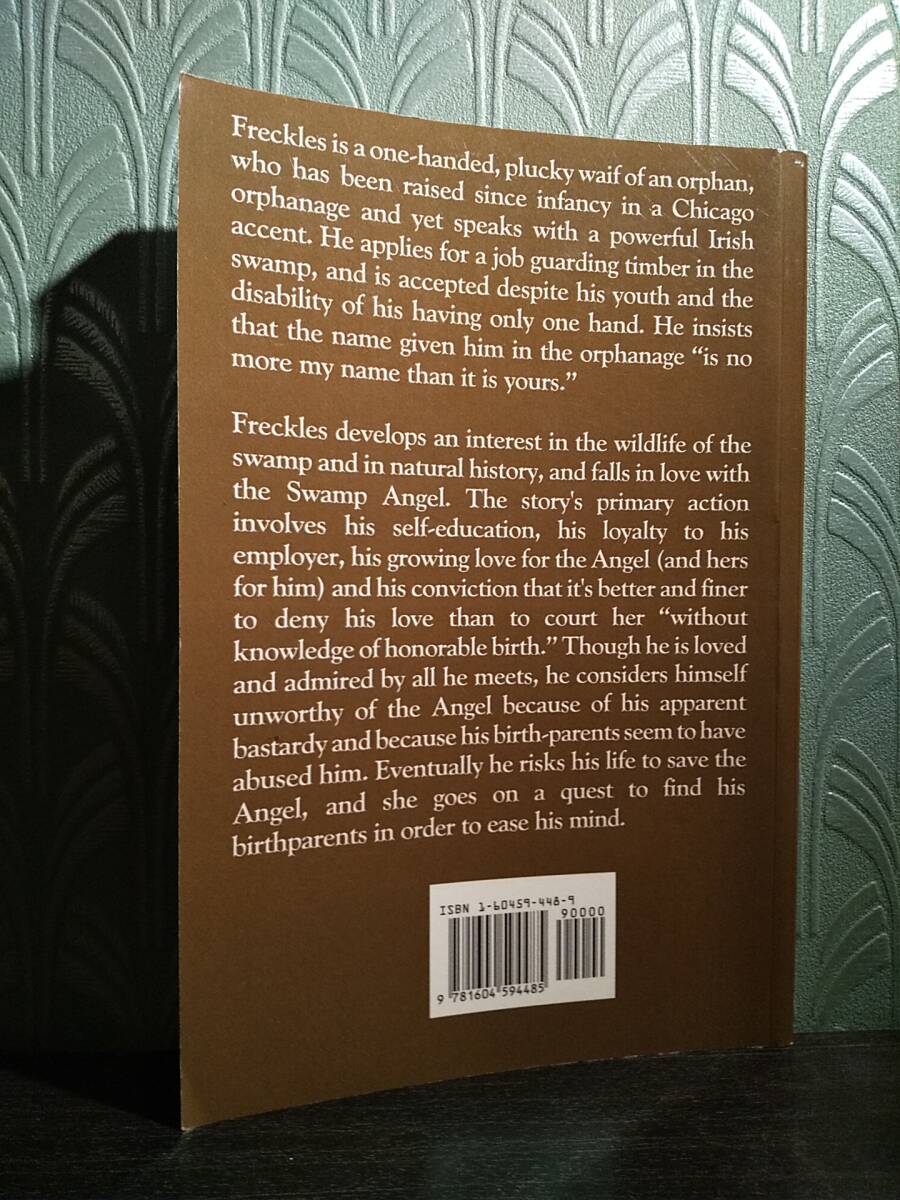 Freckles is a one-handed, plucky waif of an orphan,
who has been raised since infancy in a Chicago
orphanage and yet speaks with a powerful Irish
accent. He applies for a job guarding timber in the
swamp, and is accepted despite his youth and the
disability of his having only one hand. He insists
that the name given him in the orphanage “is no
more my name than it is yours.”
Freckles develops an interest in the wildlife of the
swamp and in natural history, and falls in love with
the Swamp Angel. The story's primary action
involves his self-education, his loyalty to his
employer, his growing love for the Angel (and hers
for him) and his conviction that it's better and finer
to deny his love than to court her “without
knowledge of honorable birth.” Though he is loved
and admired by all he meets, he considers himself
unworthy of the Angel because of his apparent
bastardy and because his birth-parents seem to have
abused him. Eventually he risks his life to save the
Angel, and she goes on a quest to find his
birthparents in order to ease his mind.
ISBN 1-60459-448-9
90000
9 781604 594485